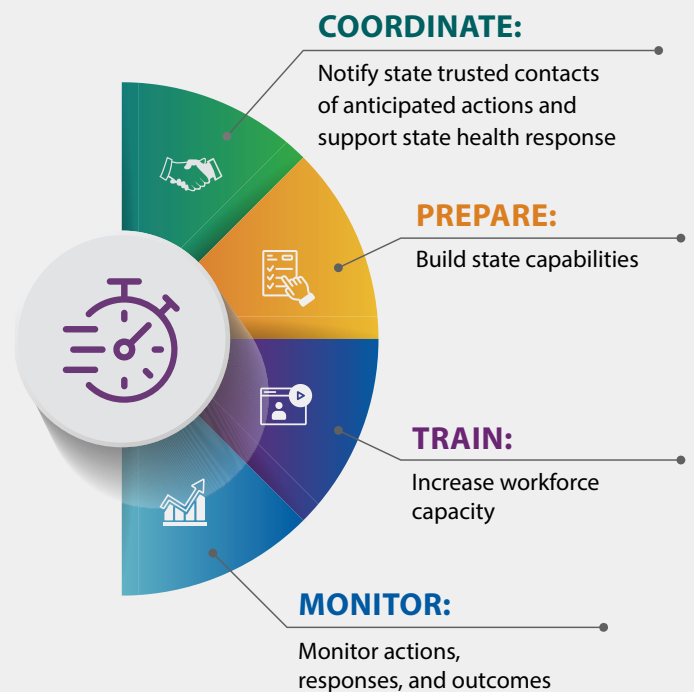 COORDINATE:
Notify state trusted contacts
of anticipated actions and
support state health response
PREPARE:
Build state capabilities
TRAIN:
Increase workforce
capacity
MONITOR:
Monitor actions,
responses, and outcomes